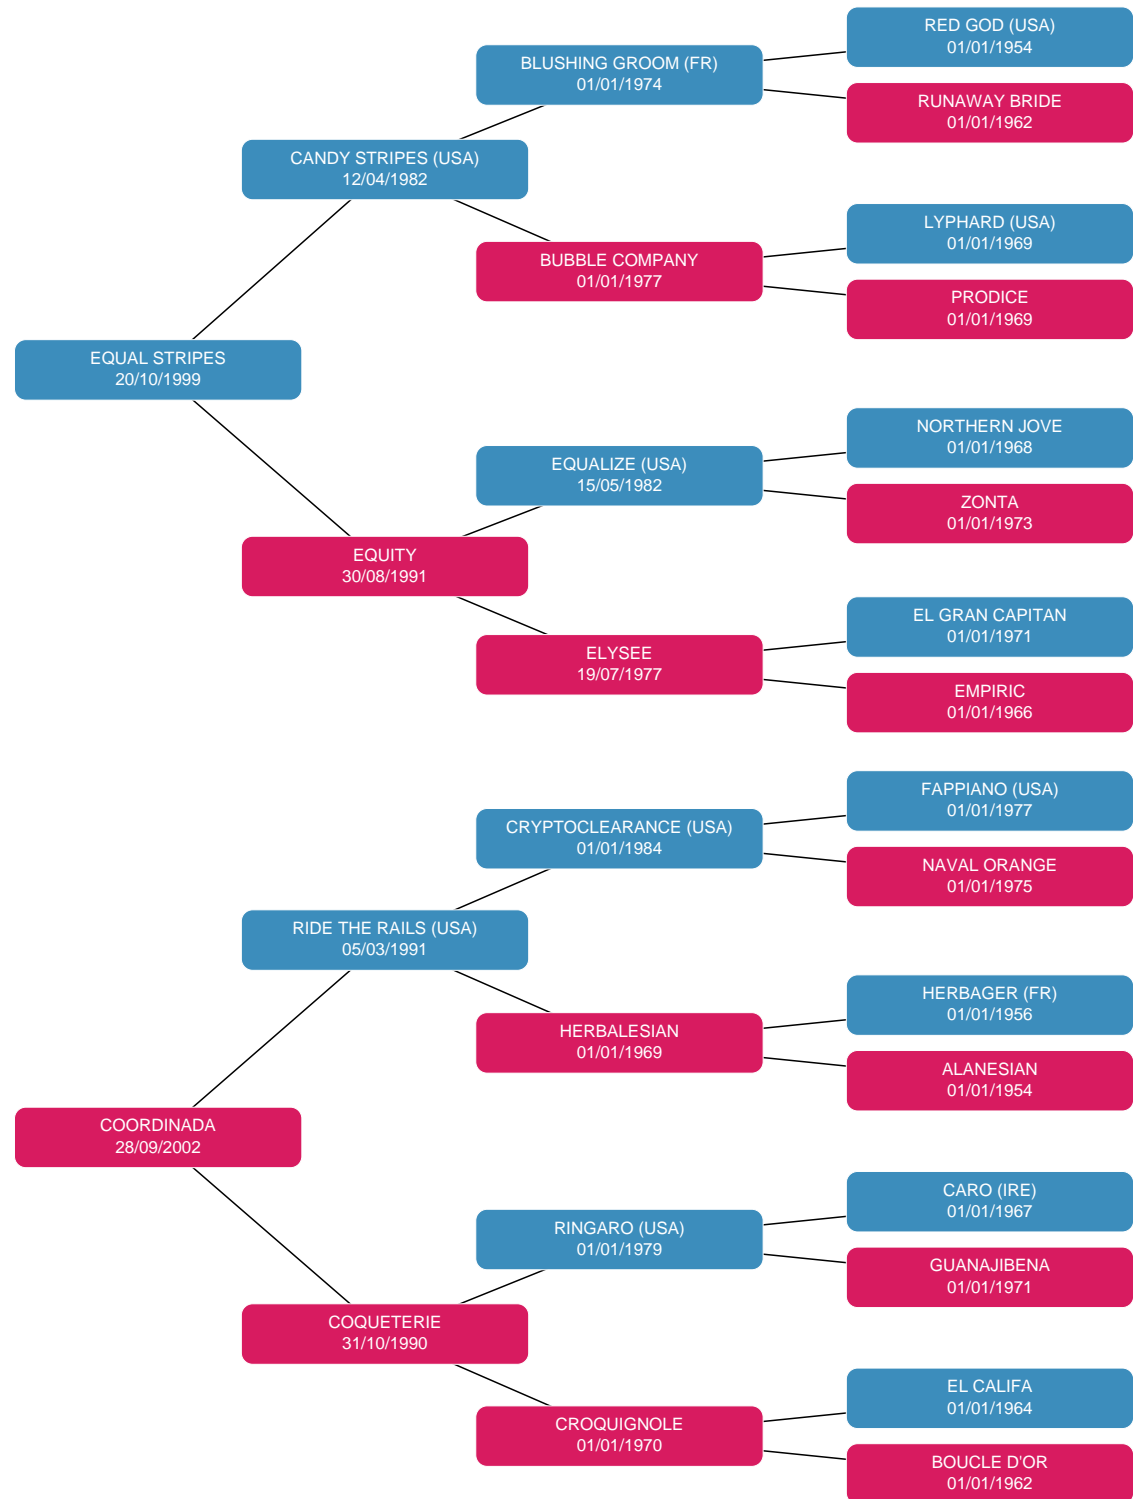 RED GOD (USA)
01/01/1954
BLUSHING GROOM (FR)
01/01/1974
RUNAWAY BRIDE
01/01/1962
CANDY STRIPES (USA)
12/04/1982
LYPHARD (USA)
01/01/1969
BUBBLE COMPANY
01/01/1977
PRODICE
01/01/1969
EQUAL STRIPES
20/10/1999
NORTHERN JOVE
01/01/1968
EQUALIZE (USA)
15/05/1982
ZONTA
01/01/1973
EQUITY
30/08/1991
EL GRAN CAPITAN
01/01/1971
ELYSEE
19/07/1977
EMPIRIC
01/01/1966
FAPPIANO (USA)
01/01/1977
CRYPTOCLEARANCE (USA)
01/01/1984
NAVAL ORANGE
01/01/1975
RIDE THE RAILS (USA)
05/03/1991
HERBAGER (FR)
01/01/1956
HERBALESIAN
01/01/1969
ALANESIAN
01/01/1954
COORDINADA
28/09/2002
CARO (IRE)
01/01/1967
RINGARO (USA)
01/01/1979
GUANAJIBENA
01/01/1971
COQUETERIE
31/10/1990
EL CALIFA
01/01/1964
CROQUIGNOLE
01/01/1970
BOUCLE D'OR
01/01/1962